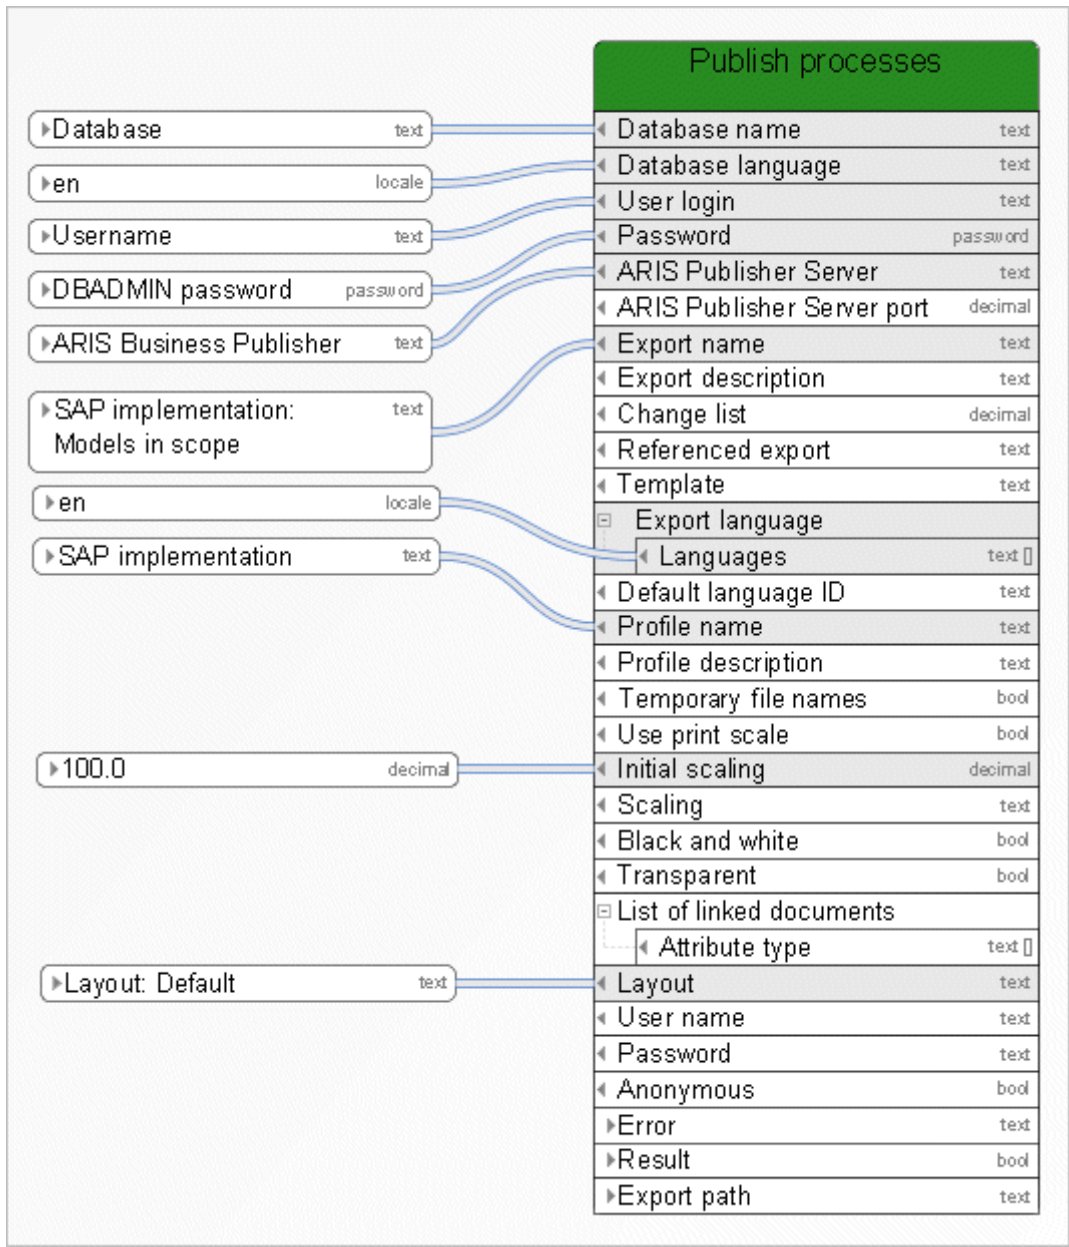 Publish processes
Database text
Database name text
en locale
Database language text
Username text
User login text
DBADMIN password password
Password password
ARIS Business Publisher text
ARIS Publisher Server text
ARIS Publisher Server port decimal
SAP implementation: text
Models in scope
Export name text
Export description text
Change list decimal
Referenced export text
Template text
en locale
Export language
SAP implementation text
Languages text []
Default language ID text
Profile name text
Profile description text
Temporary file names bool
Use print scale bool
100.0 decimal
Initial scaling decimal
Scaling text
Black and white bool
Transparent bool
List of linked documents
Attribute type text []
Layout: Default text
Layout text
User name text
Password text
Anonymous bool
Error text
Result bool
Export path text